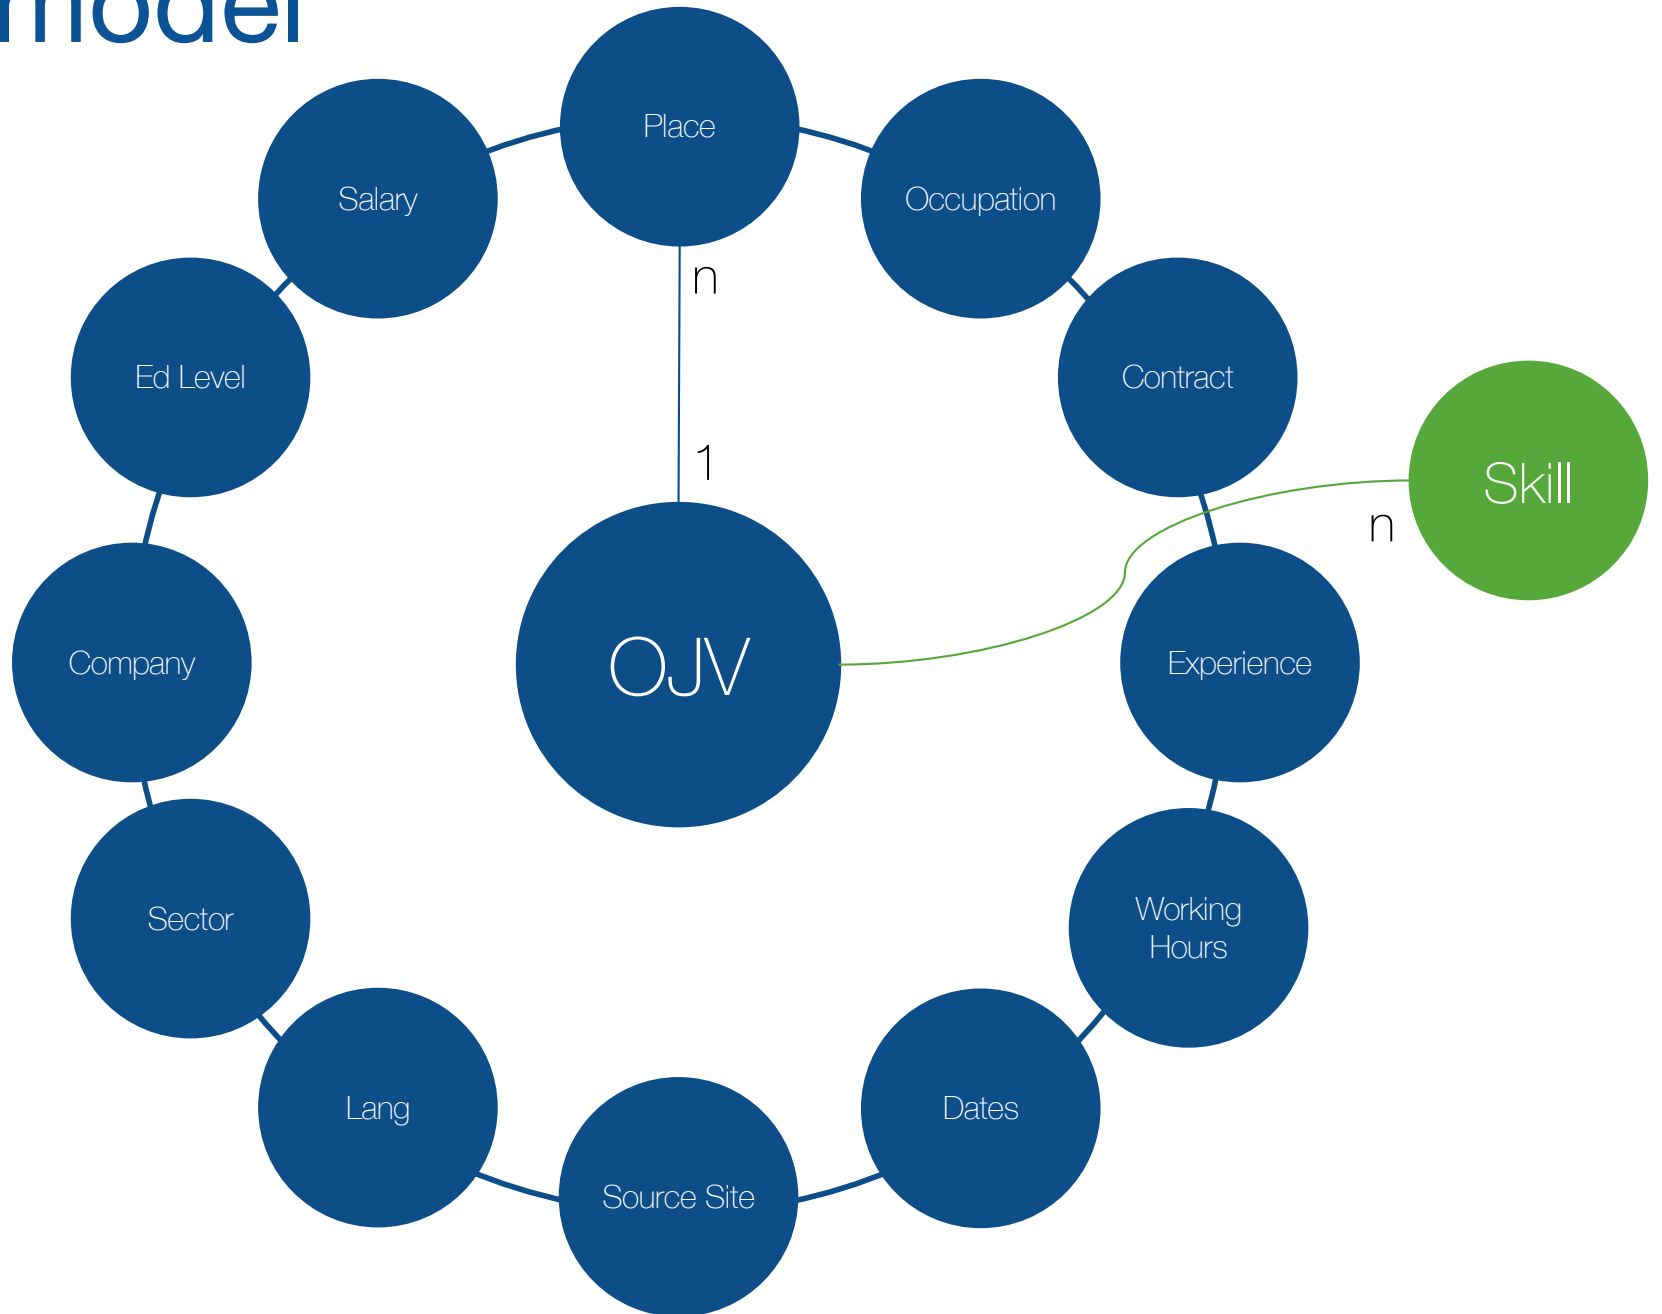 model
Place
Salary
Occupation
n
Ed Level
Contract
1
Skill
n
OJV
Company
Experience
Sector
Working
Hours
Lang
Dates
Source Site